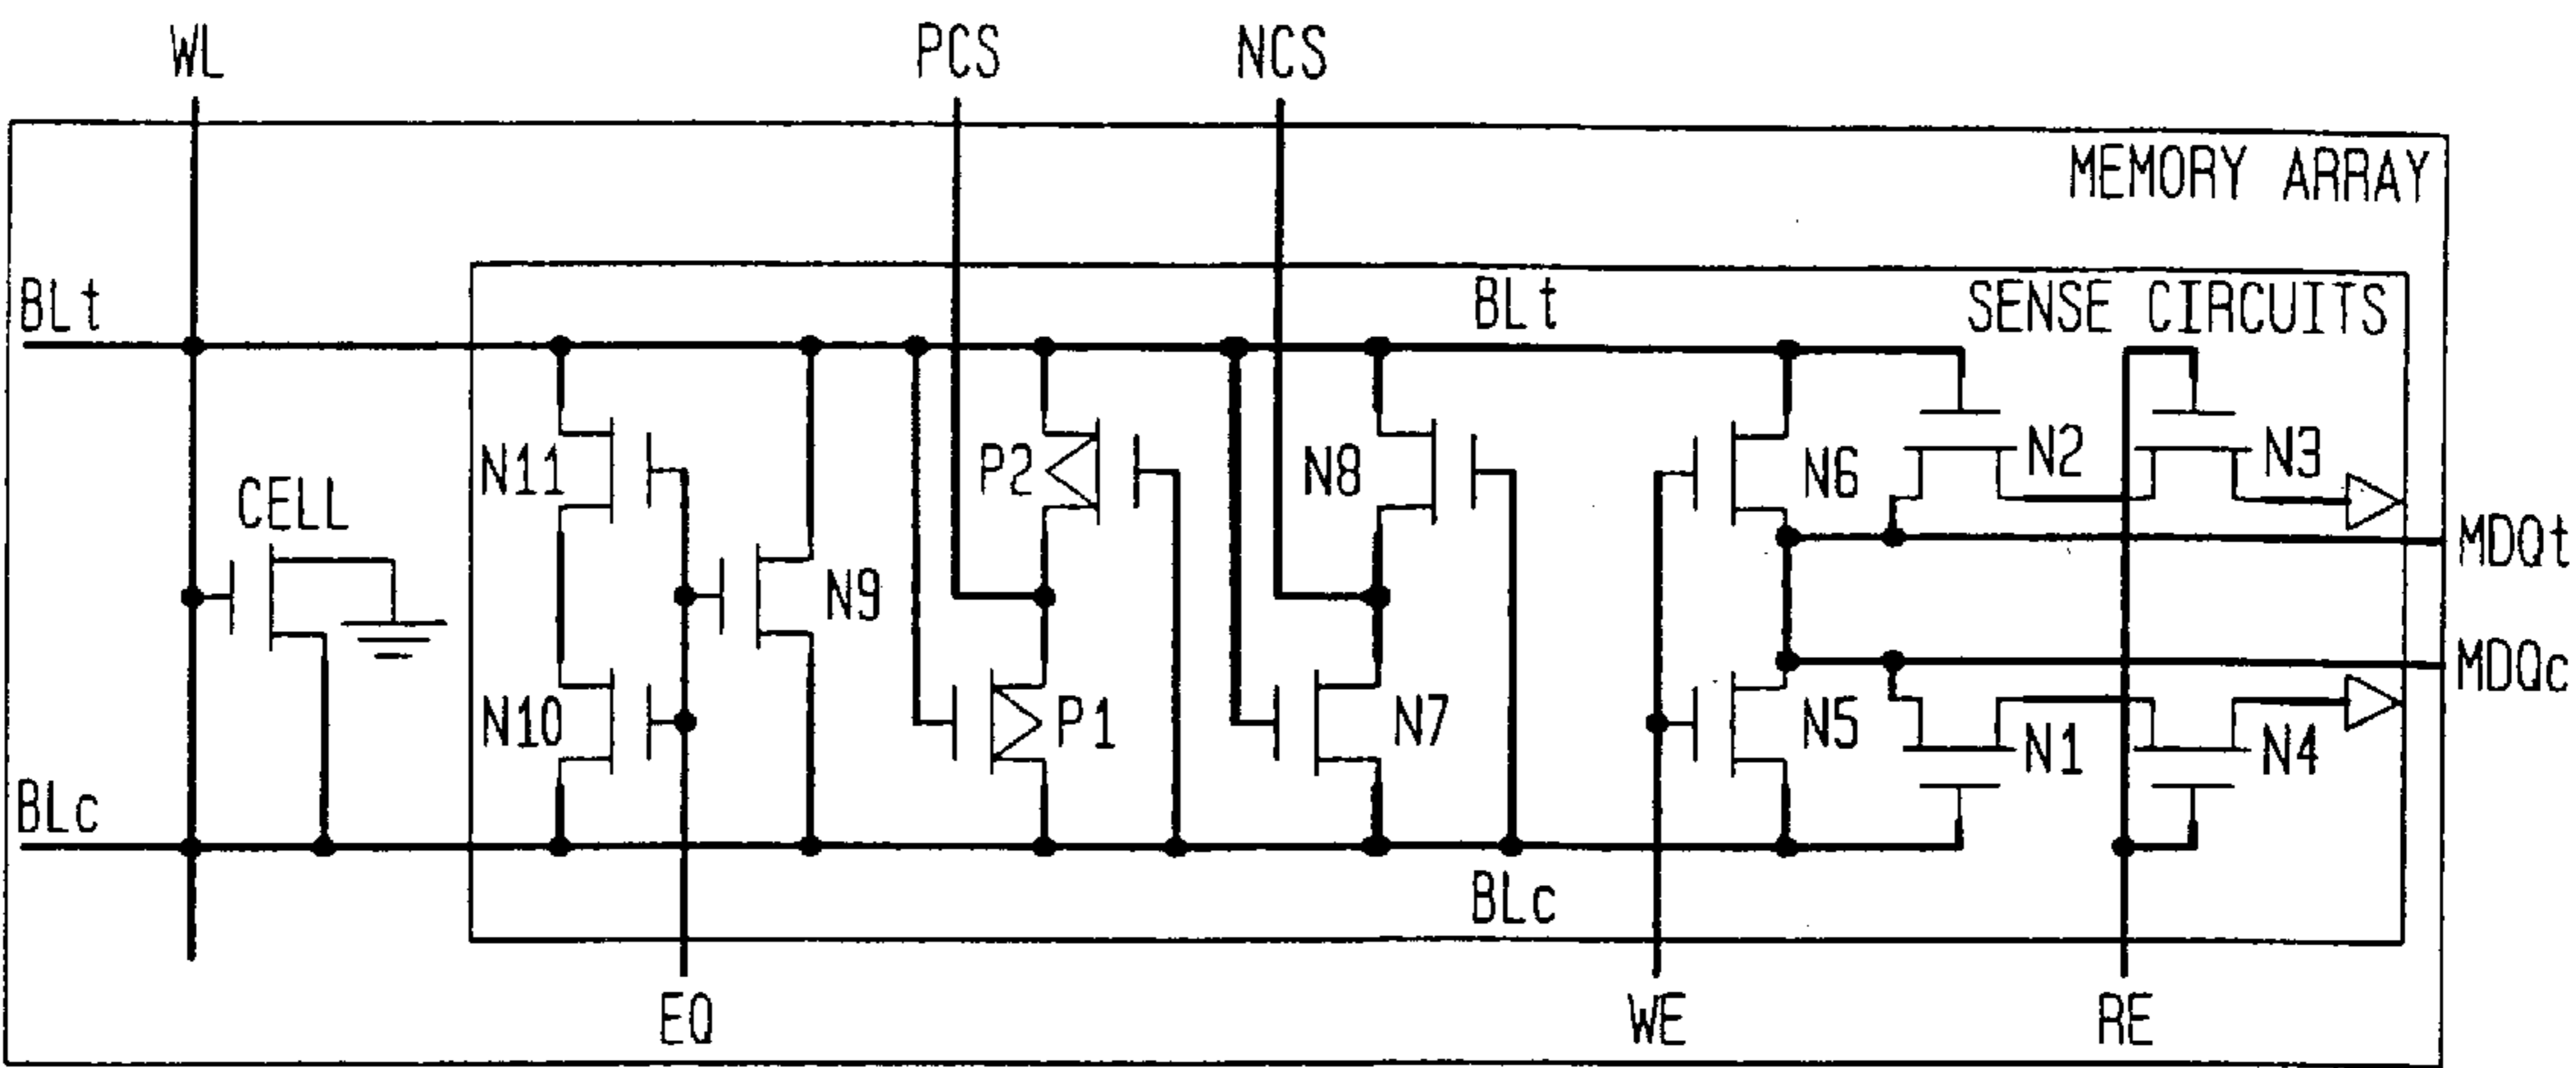 WL PCS NCS
MEMORY ARRAY
BLt BLt SENSE CIRCUITS
N11 P2 N8 N6 N2 N3
CELL
MDQt
N9
MDQc
N10 P1 N7 N5 N1 N4
BLc
BLc
EQ WE RE